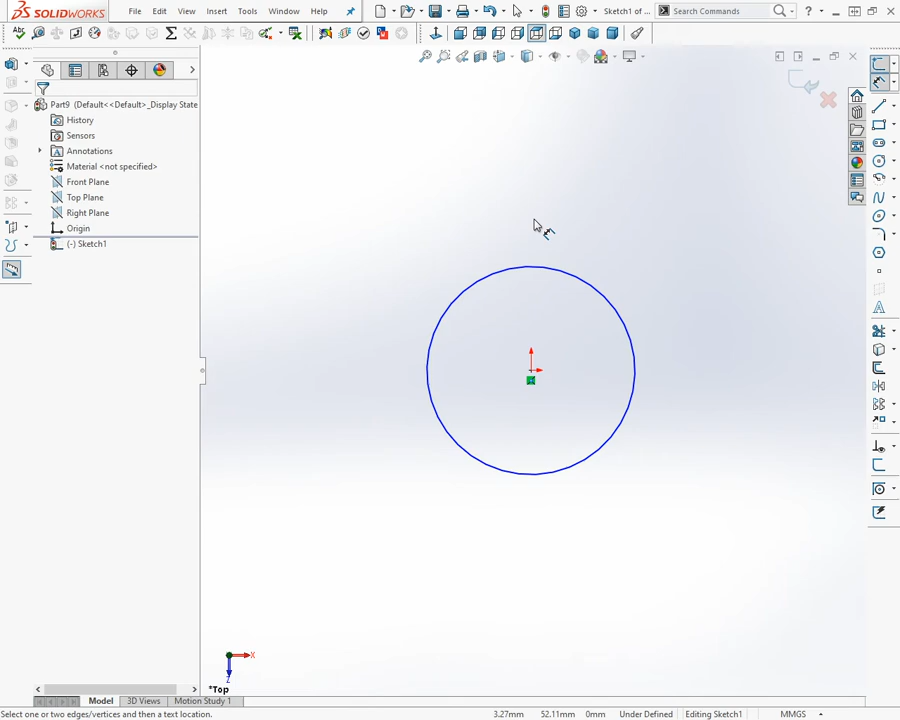 SOLIDWORKS File Edit View Insert Tools Window Help Sketch1 of ... Search Commands
Part9 (Default<<Default>_Display State
History
Sensors
Annotations
Material <not specified>
Front Plane
Top Plane
Right Plane
Origin
(-) Sketch1
X
Z
*Top
Model 3D Views Motion Study 1
Select one or two edges/vertices and then a text location. 3.27mm 52.11mm 0mm Under Defined Editing Sketch1 MMGS